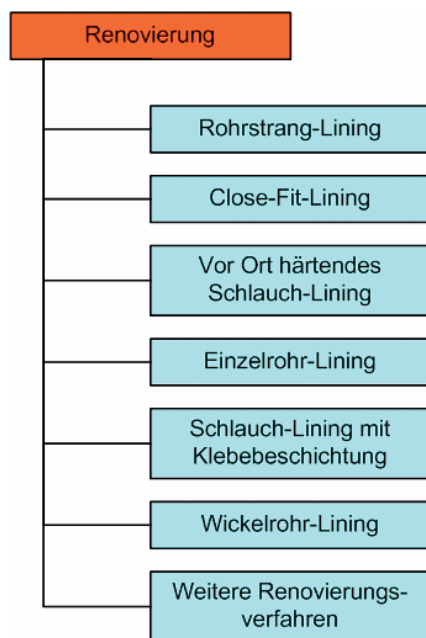 Renovierung
Rohrstrang-Lining
Close-Fit-Lining
Vor Ort härtendes
Schlauch-Lining
Einzelrohr-Lining
Schlauch-Lining mit
Klebebeschichtung
Wickelrohr-Lining
Weitere Renovierungs-
verfahren